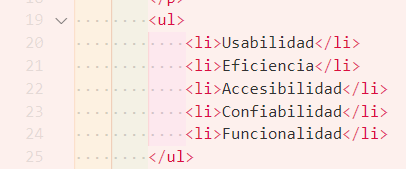 18 </p>
19 <ul>
20 <li>Usabilidad</li>
21 <li>Eficiencia</li>
22 <li>Accesibilidad</li>
23 <li>Confiabilidad</li>
24 <li>Funcionalidad</li>
25 </ul>